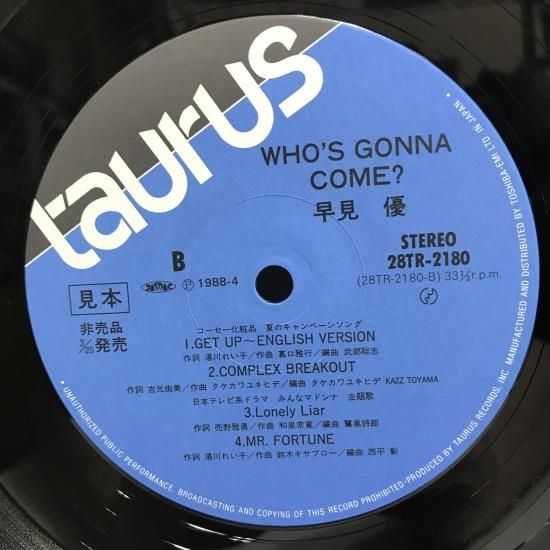 taurus
WHO'S GONNA
COME?
早見 優
STEREO
28TR-2180
(28TR-2180-B) 33⅓r.p.m.
B
JASRAC
Ⓟ 1988-4
見本
非売品
3/25発売
コーセー化粧品 夏のキャンペーンソング
1.GET UP~ENGLISH VERSION
作詞 湯川れい子/作曲 髙口雅行/編曲 武部聡志
2.COMPLEX BREAKOUT
作詞 吉元由美/作曲 タケカワユキヒデ/編曲 タケカワユキヒデ KAZZ TOYAMA
日本テレビ系ドラマ みんなマドンナ 主題歌
3.Lonely Liar
作詞 売野雅勇/作曲 和泉常寛/編曲 鷺巣詩郎
4.MR. FORTUNE
作詞 湯川れい子/作曲 鈴木キサブロー/編曲 西平 彰
• UNAUTHORIZED PUBLIC PERFORMANCE. BROADCASTING AND COPYING OF THIS RECORD PROHIBITED-PRODUCED BY TAURUS RECORDS, INC. MANUFACTURED AND DISTRIBUTED BY TOSHIBA-EMI LTD IN JAPAN. •